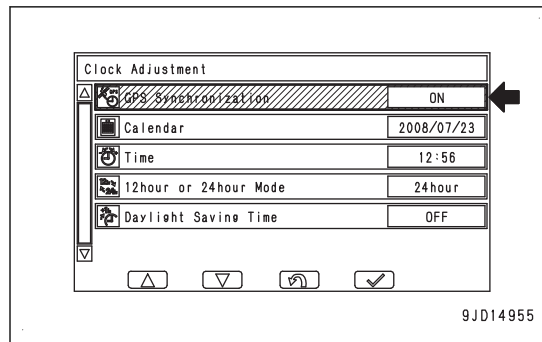 Clock Adjustment
GPS Synchronization ON
Calendar 2008/07/23
Time 12:56
12hour or 24hour Mode 24hour
Daylight Saving Time OFF
9JD14955